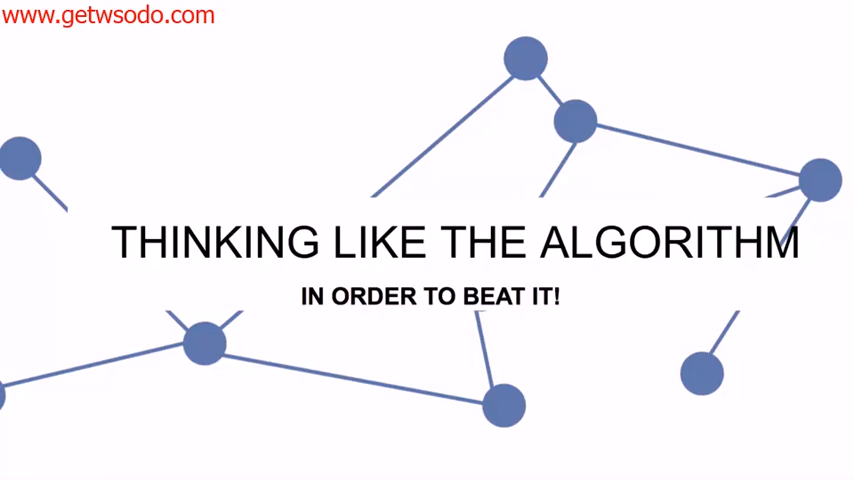 www.getwsodo.com
THINKING LIKE THE ALGORITHM
IN ORDER TO BEAT IT!